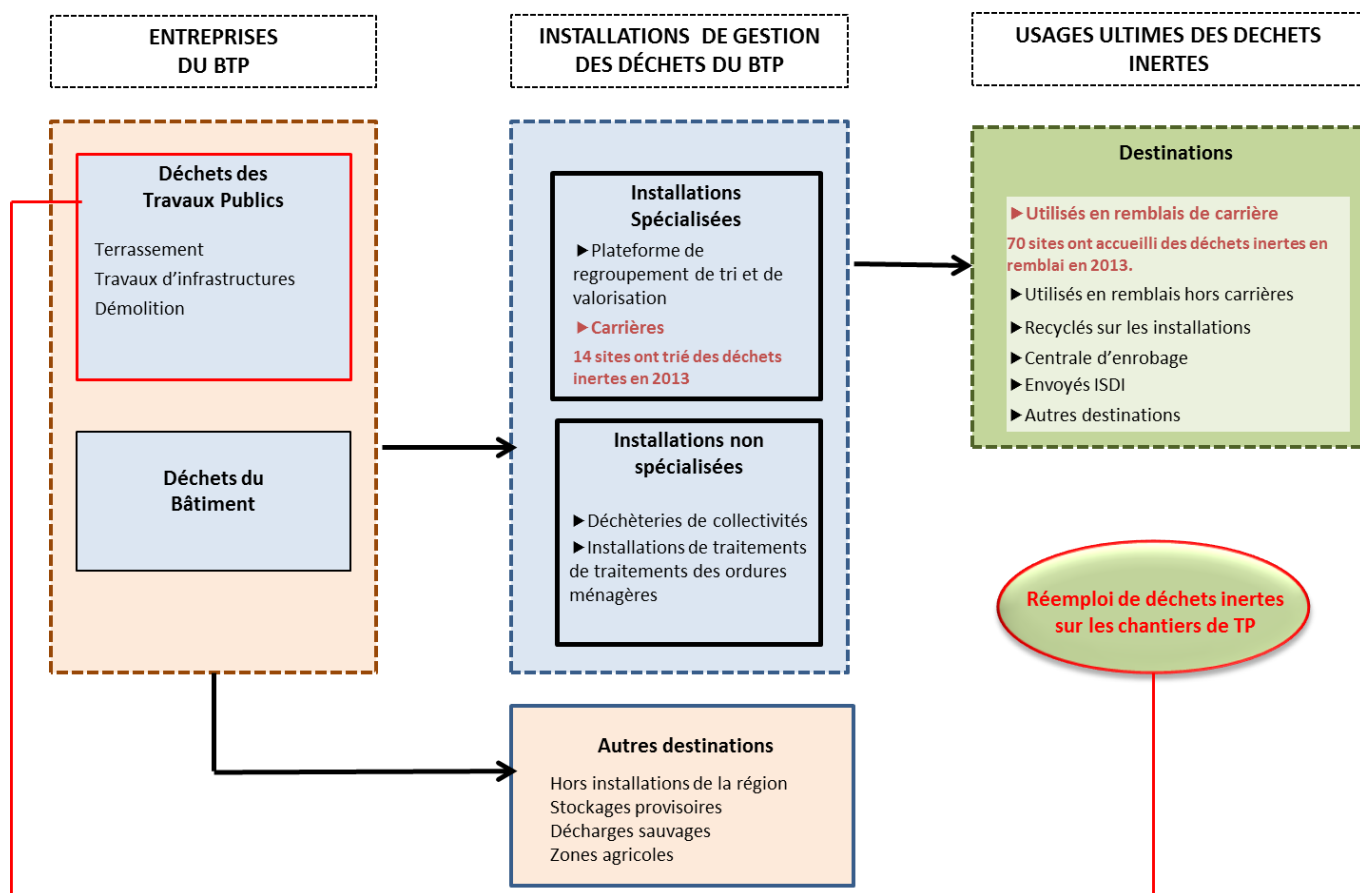 ENTREPRISES
DU BTP
INSTALLATIONS DE GESTION
DES DÉCHETS DU BTP
USAGES ULTIMES DES DECHETS
INERTES
Déchets des
Travaux Publics
Terrassement
Travaux d'infrastructures
Démolition
Déchets du
Bâtiment
Installations
Spécialisées
►Plateforme de
regroupement de tri et de
valorisation
►Carrières
14 sites ont trié des déchets
inertes en 2013
Installations non
spécialisées
►Déchèteries de collectivités
►Installations de traitements
de traitements des ordures
ménagères
Autres destinations
Hors installations de la région
Stockages provisoires
Décharges sauvages
Zones agricoles
Destinations
►Utilisés en remblais de carrière
70 sites ont accueilli des déchets inertes en
remblai en 2013.
►Utilisés en remblais hors carrières
►Recyclés sur les installations
►Centrale d'enrobage
►Envoyés ISDI
►Autres destinations
Réemploi de déchets inertes
sur les chantiers de TP